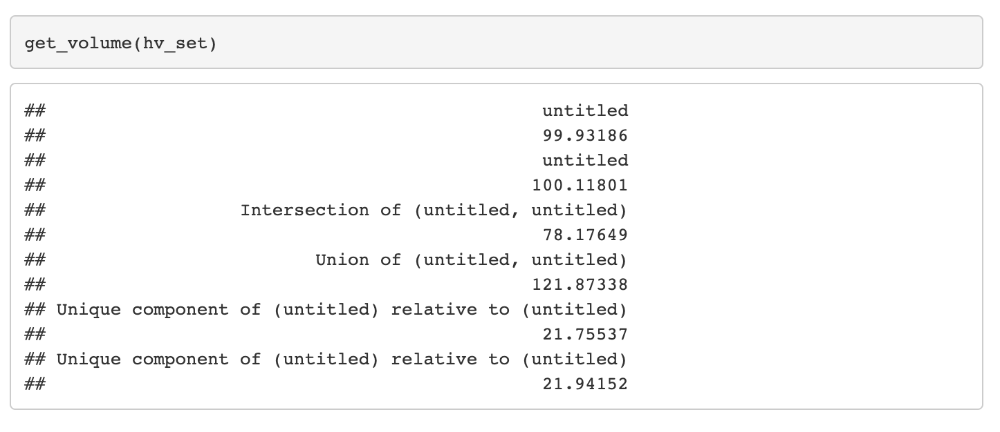 get_volume(hv_set)
##                                              untitled
##                                              99.93186
##                                              untitled
##                                             100.11801
##                  Intersection of (untitled, untitled)
##                                              78.17649
##                         Union of (untitled, untitled)
##                                             121.87338
## Unique component of (untitled) relative to (untitled)
##                                              21.75537
## Unique component of (untitled) relative to (untitled)
##                                              21.94152